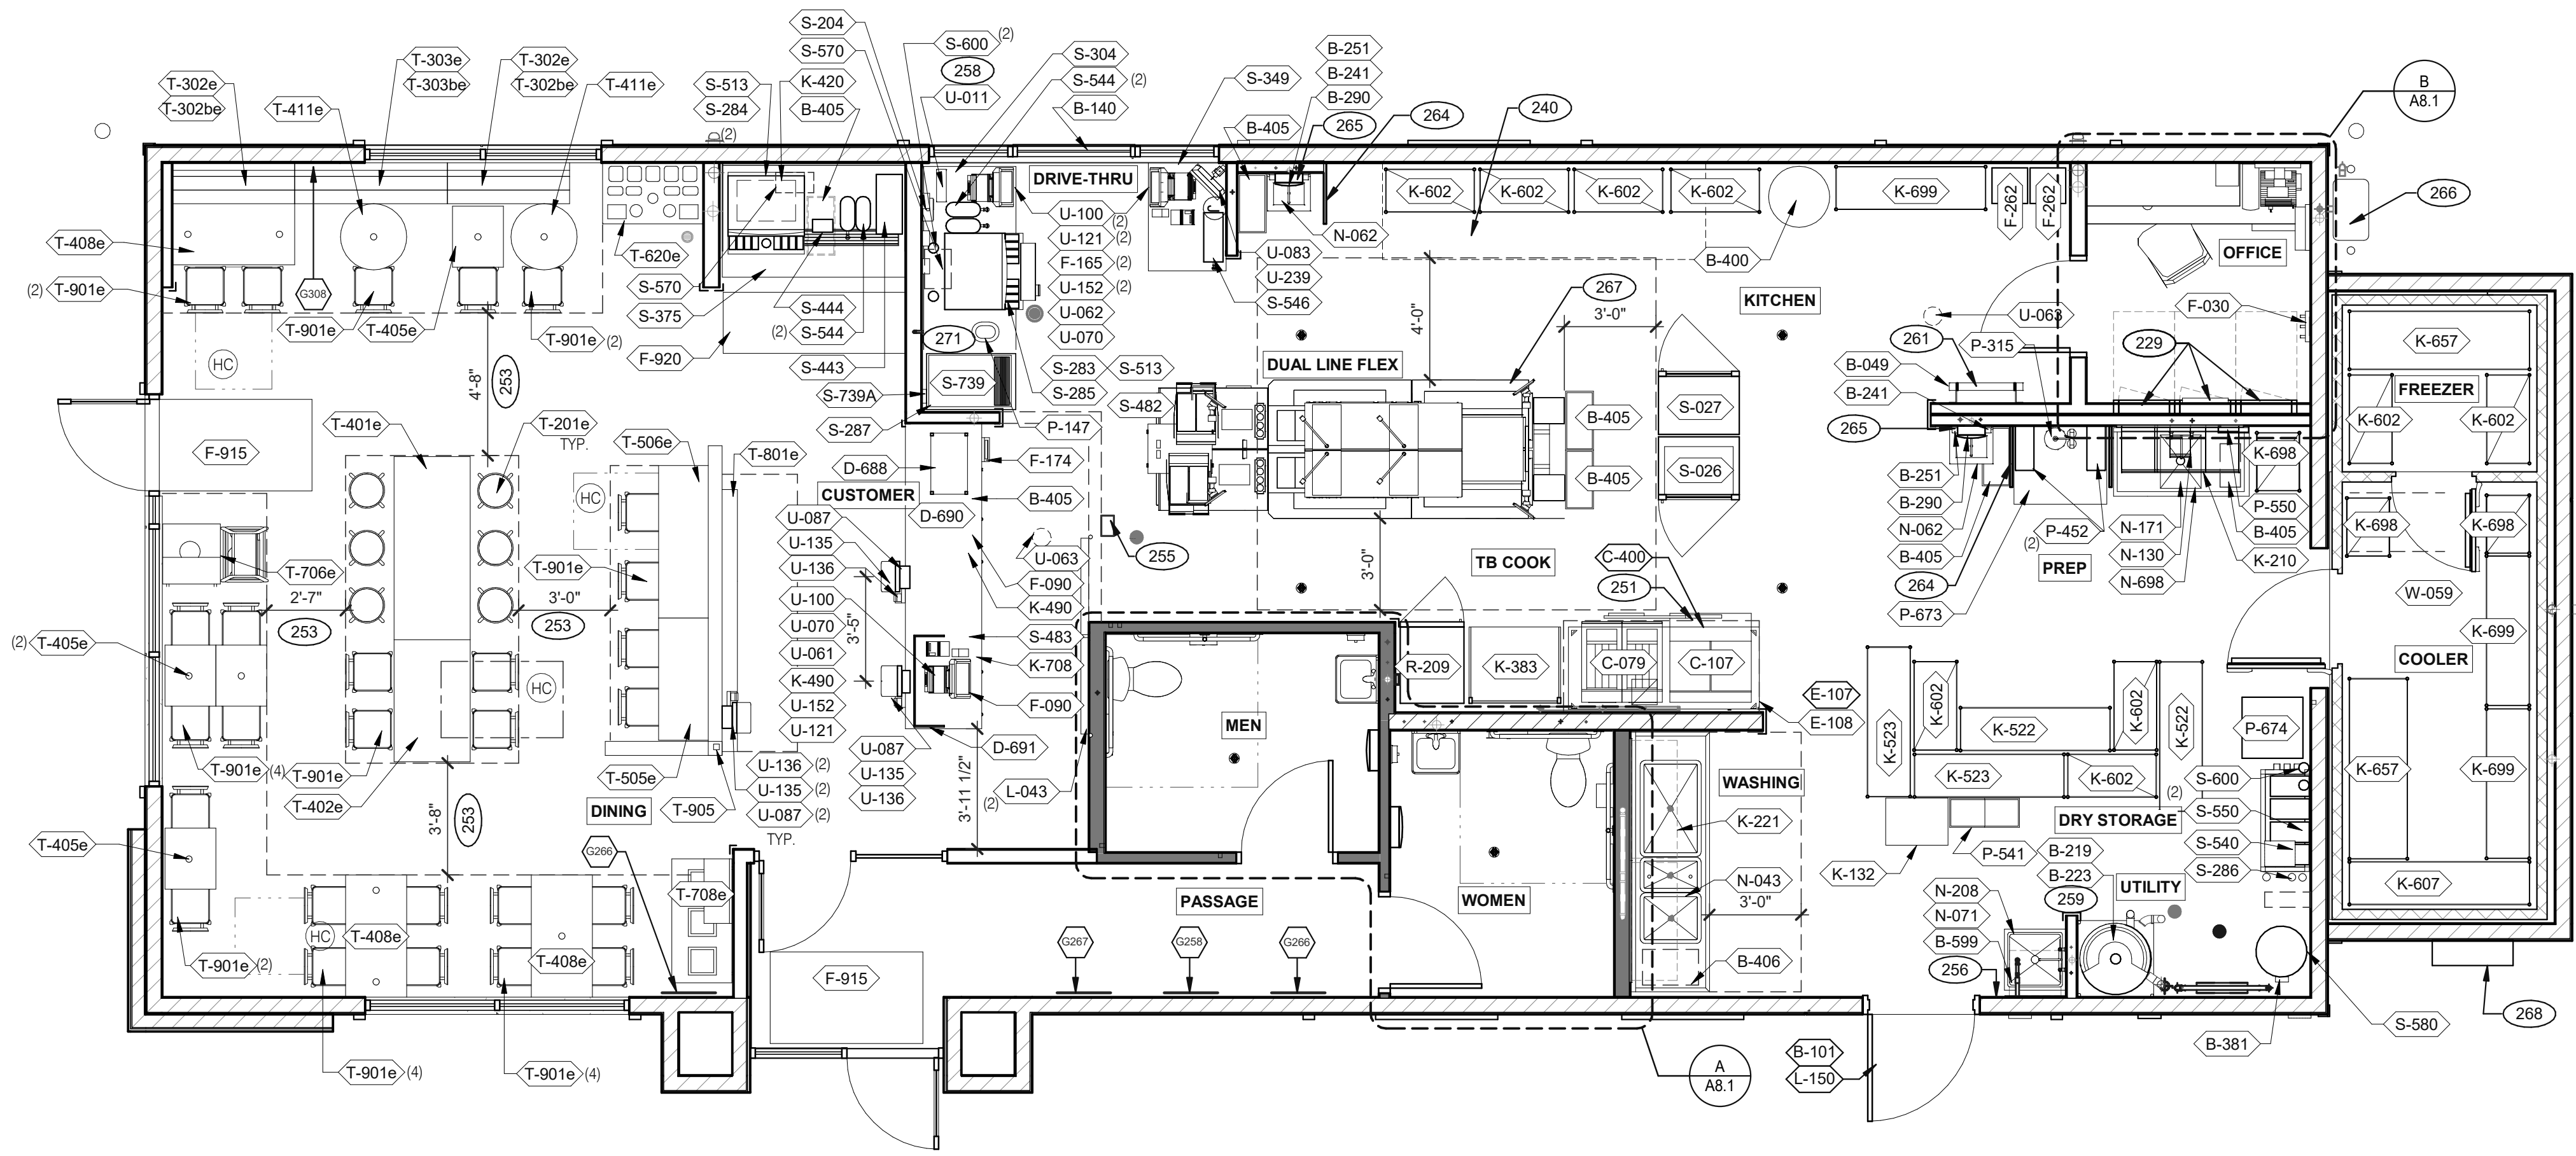 S-204
S-570
S-600 (2)
258
U-011
S-304
S-544 (2)
B-140
S-349
B-251
B-241
B-290
B-405
265
264
240
B
A8.1
T-302e
T-302be
T-411e
T-303e
T-303be
T-302e
T-302be
T-411e
S-513
S-284
K-420
B-405
(2)
DRIVE-THRU
K-602
K-602
K-602
K-602
K-699
F-262
F-262
266
T-408e
(2) T-901e
G308
T-901e
T-405e
T-901e (2)
T-620e
S-570
S-375
F-920
S-444
(2) S-544
S-443
U-100 (2)
U-121 (2)
F-165 (2)
U-152 (2)
U-062
U-070
N-062
U-083
U-239
S-546
B-400
KITCHEN
OFFICE
F-030
U-063
P-315
261
229
HC
4'-8"
253
271
S-739
S-739A
S-287
S-283
S-513
S-285
P-147
267
4'-0"
3'-0"
DUAL LINE FLEX
S-482
B-405
B-405
S-027
S-026
B-049
B-241
265
K-657
FREEZER
K-602
K-602
F-915
T-401e
T-201e
TYP.
T-506e
T-801e
HC
CUSTOMER
D-688
D-690
F-174
B-405
U-087
U-135
U-136
U-100
U-070
U-061
K-490
U-152
U-121
3'-5"
U-063
F-090
K-490
S-483
K-708
F-090
255
3'-0"
TB COOK
C-400
251
B-251
B-290
N-062
B-405
264
P-673
P-452
(2)
PREP
N-171
N-130
N-698
K-698
P-550
B-405
K-210
K-698
K-698
W-059
T-706e
2'-7"
253
3'-0"
253
T-901e
(2) T-405e
HC
T-901e (4)
T-901e
T-402e
T-505e
3'-8"
253
DINING
T-905
U-136 (2)
U-135 (2)
U-087 (2)
TYP.
U-087
U-135
U-136
D-691
3'-11 1/2"
L-043
(2)
MEN
R-209
K-383
C-079
C-107
E-107
E-108
K-523
K-602
K-522
K-602
K-522
K-523
K-602
P-674
COOLER
K-699
K-657
K-699
K-607
WASHING
K-221
N-043
3'-0"
B-406
DRY STORAGE
S-600
(2)
S-550
S-540
S-286
K-132
P-541
B-219
B-223
259
UTILITY
N-208
N-071
B-599
256
T-405e
T-901e (2)
HC
T-408e
T-408e
G266
T-708e
T-901e (4)
T-901e (4)
F-915
PASSAGE
G267
G258
G266
WOMEN
A
A8.1
B-101
L-150
B-381
S-580
268